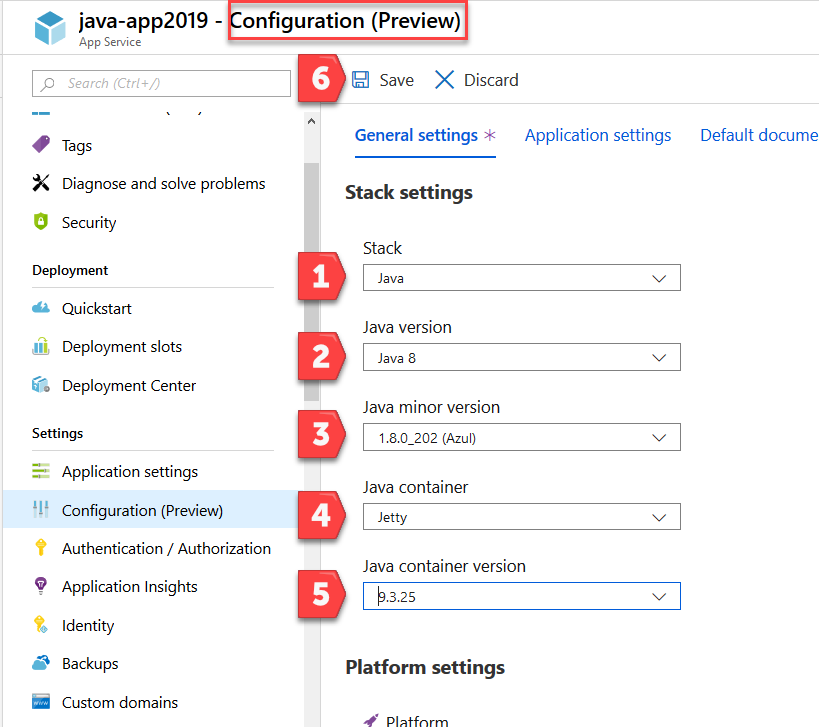 java-app2019 - Configuration (Preview)
App Service
Search (Ctrl+/)
Tags
Diagnose and solve problems
Security
Deployment
Quickstart
Deployment slots
Deployment Center
Settings
Application settings
Configuration (Preview)
Authentication / Authorization
Application Insights
Identity
Backups
www
Custom domains
6 Save Discard
General settings * Application settings Default docume
Stack settings
Stack
1 Java
Java version
2 Java 8
Java minor version
3 1.8.0_202 (Azul)
Java container
4 Jetty
Java container version
5 9.3.25
Platform settings
Platform